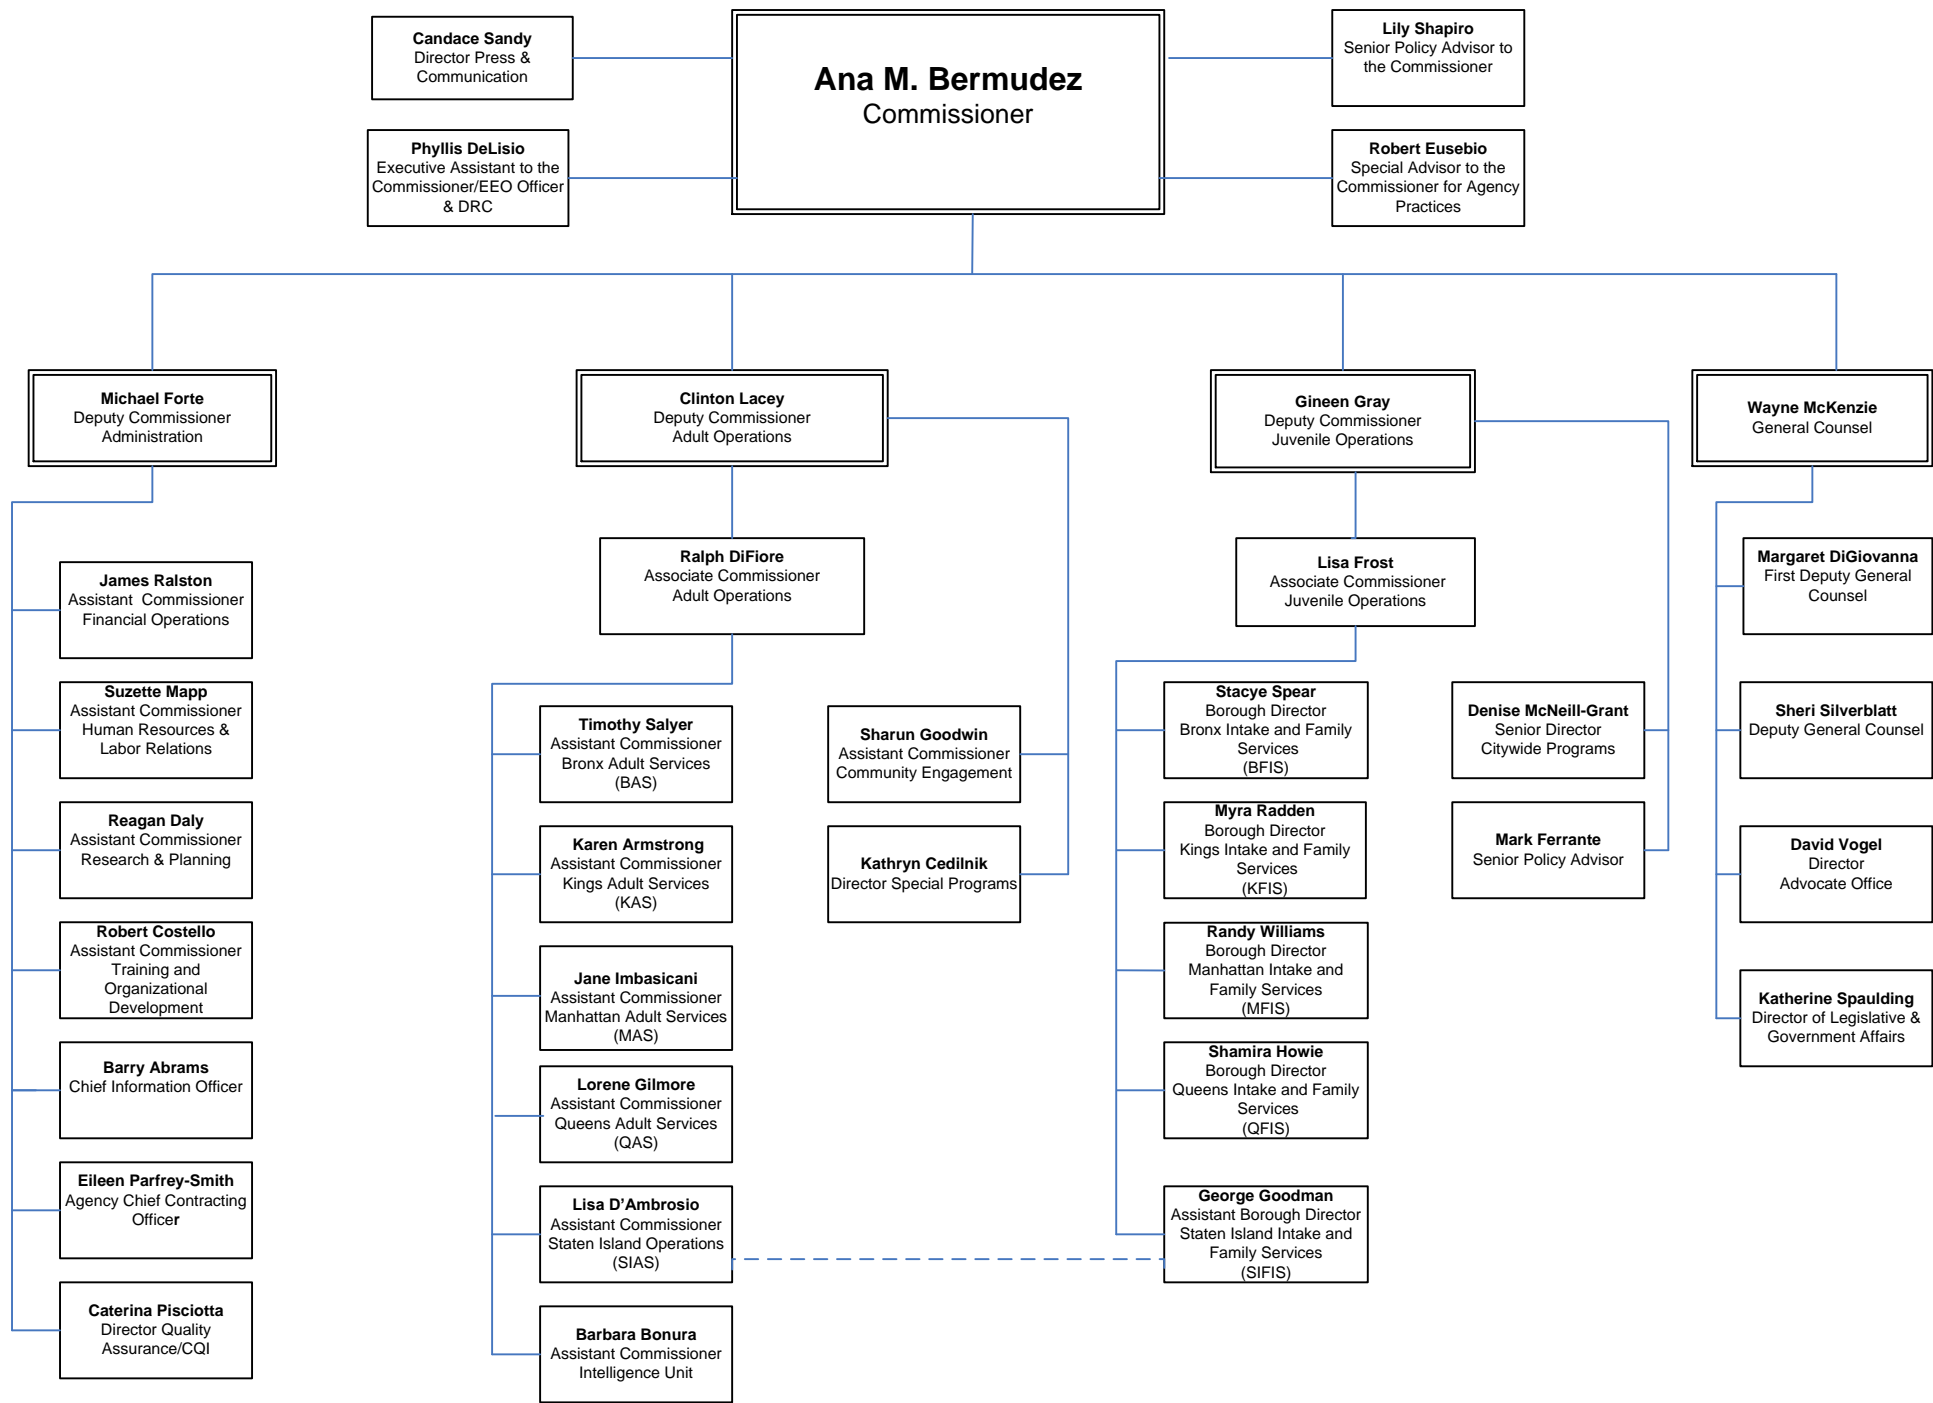 Candace Sandy
Director Press &
Communication
Ana M. Bermudez
Commissioner
Lily Shapiro
Senior Policy Advisor to
the Commissioner
Phyllis DeLisio
Executive Assistant to the
Commissioner/EEO Officer
& DRC
Robert Eusebio
Special Advisor to the
Commissioner for Agency
Practices
Michael Forte
Deputy Commissioner
Administration
Clinton Lacey
Deputy Commissioner
Adult Operations
Gineen Gray
Deputy Commissioner
Juvenile Operations
Wayne McKenzie
General Counsel
James Ralston
Assistant  Commissioner
Financial Operations
Suzette Mapp
Assistant Commissioner
Human Resources &
Labor Relations
Reagan Daly
Assistant Commissioner
Research & Planning
Robert Costello
Assistant Commissioner
Training and
Organizational
Development
Barry Abrams
Chief Information Officer
Eileen Parfrey-Smith
Agency Chief Contracting
Officer
Caterina Pisciotta
Director Quality
Assurance/CQI
Ralph DiFiore
Associate Commissioner
Adult Operations
Timothy Salyer
Assistant Commissioner
Bronx Adult Services
(BAS)
Karen Armstrong
Assistant Commissioner
Kings Adult Services
(KAS)
Jane Imbasicani
Assistant Commissioner
Manhattan Adult Services
(MAS)
Lorene Gilmore
Assistant Commissioner
Queens Adult Services
(QAS)
Lisa D’Ambrosio
Assistant Commissioner
Staten Island Operations
(SIAS)
Barbara Bonura
Assistant Commissioner
Intelligence Unit
Sharun Goodwin
Assistant Commissioner
Community Engagement
Kathryn Cedilnik
Director Special Programs
Lisa Frost
Associate Commissioner
Juvenile Operations
Stacye Spear
Borough Director
Bronx Intake and Family
Services
(BFIS)
Myra Radden
Borough Director
Kings Intake and Family
Services
(KFIS)
Randy Williams
Borough Director
Manhattan Intake and
Family Services
(MFIS)
Shamira Howie
Borough Director
Queens Intake and Family
Services
(QFIS)
George Goodman
Assistant Borough Director
Staten Island Intake and
Family Services
(SIFIS)
Denise McNeill-Grant
Senior Director
Citywide Programs
Mark Ferrante
Senior Policy Advisor
Margaret DiGiovanna
First Deputy General
Counsel
Sheri Silverblatt
Deputy General Counsel
David Vogel
Director
Advocate Office
Katherine Spaulding
Director of Legislative &
Government Affairs